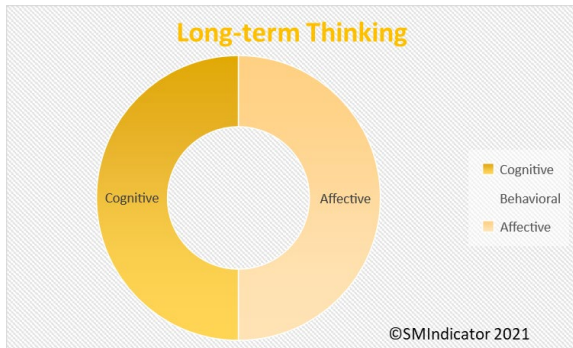 Long-term Thinking
Cognitive
Affective
Cognitive
Behavioral
Affective
©SMIndicator 2021